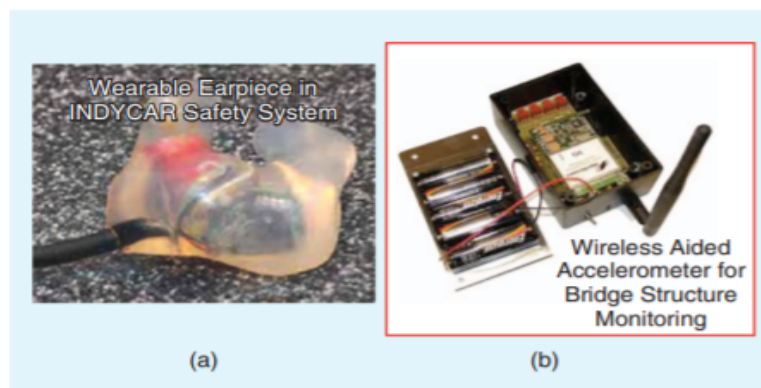 Wearable Earpiece in
INDYCAR Safety System
Wireless Aided
Accelerometer for
Bridge Structure
Monitoring
(a)
(b)